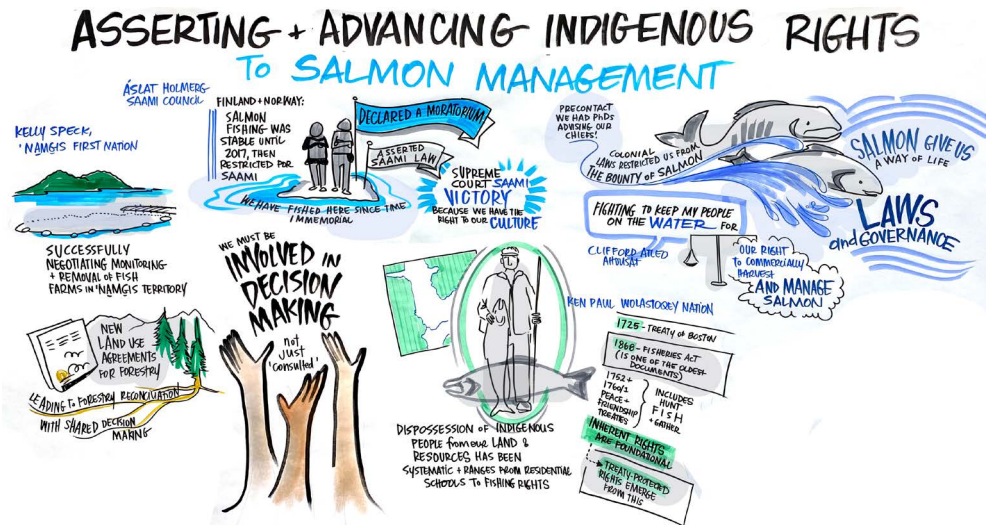 ASSERTING + ADVANCING INDIGENOUS RIGHTS
TO SALMON MANAGEMENT
KELLY SPECK,
'NAMGIS FIRST NATION
SUCCESSFULLY
NEGOTIATING MONITORING
+ REMOVAL OF FISH
FARMS IN 'NAMGIS TERRITORY
NEW
LAND USE
AGREEMENTS
FOR FORESTRY
LEADING TO FORESTRY RECONCILIATION
WITH SHARED DECISION
MAKING
ÁSLAT HOLMERG
SAAMI COUNCIL
FINLAND + NORWAY:
SALMON
FISHING WAS
STABLE UNTIL
2017, THEN
RESTRICTED FOR
SAAMI
DECLARED A MORATORIUM
ASSERTED
SAAMI LAW
WE HAVE FISHED HERE SINCE TIME
IMMEMORIAL
SUPREME
COURT SAAMI
VICTORY
BECAUSE WE HAVE THE
RIGHT TO OUR CULTURE
WE MUST BE
INVOLVED IN
DECISION
MAKING
not
just
'consulted'
DISPOSSESSION OF INDIGENOUS
PEOPLE from our LAND &
RESOURCES HAS BEEN
SYSTEMATIC + RANGES FROM RESIDENTIAL
SCHOOLS TO FISHING RIGHTS
PRECONTACT
WE HAD PhDs
ADVISING OUR
CHIEFS!
COLONIAL
LAWS RESTRICTED US FROM
THE BOUNTY OF SALMON
FIGHTING TO KEEP MY PEOPLE
ON THE WATER FOR
CLIFFORD ATLEO
AHOUSAT
OUR RIGHT
to COMMERCIALLY
HARVEST
AND MANAGE
SALMON
SALMON GIVE US
A WAY OF LIFE
LAWS
and GOVERNANCE
KEN PAUL WOLASTOQEY NATION
1725 - TREATY OF BOSTON
1868 - FISHERIES ACT
(IS ONE OF THE OLDEST
DOCUMENTS)
1752 +
1760/1
PEACE +
FRIENDSHIP
TREATIES
INCLUDES
HUNT
FISH
+ GATHER
INHERENT RIGHTS
ARE FOUNDATIONAL
TREATY-PROTECTED
RIGHTS EMERGE
FROM THIS